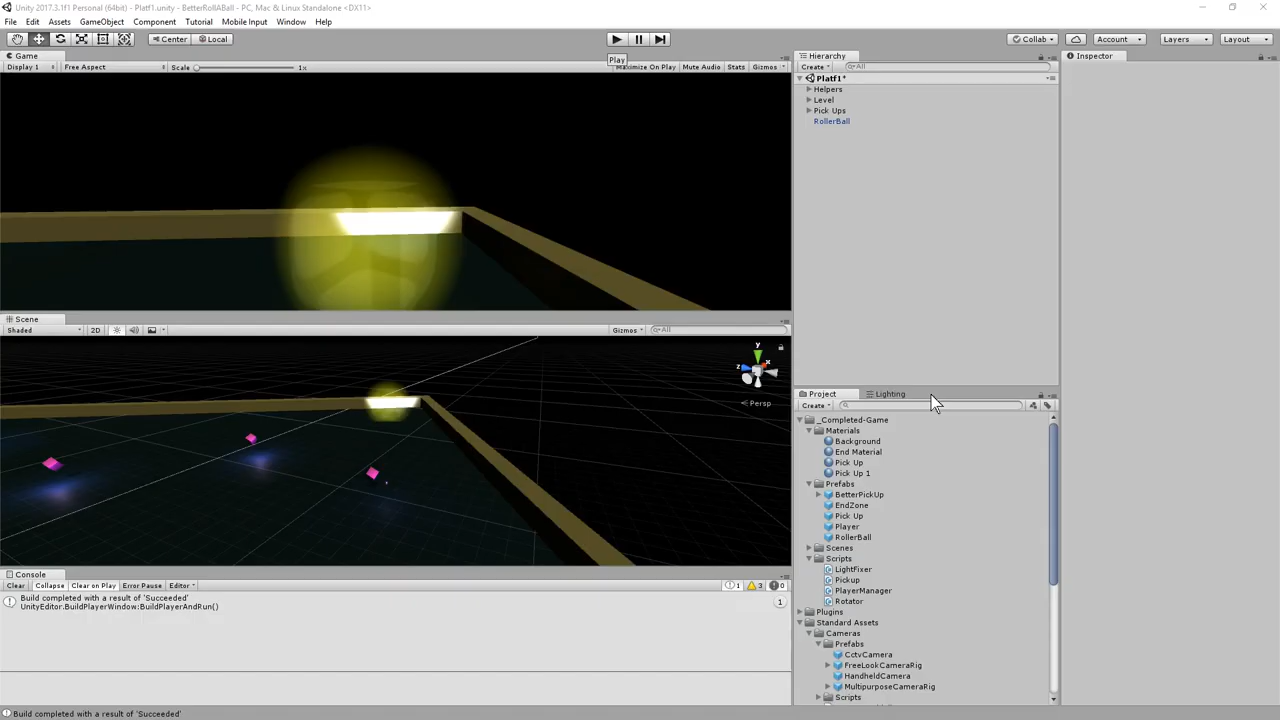 Unity 2017.3.1f1 Personal (64bit) - Platf1.unity - BetterRollABall - PC, Mac & Linux Standalone <DX11>
File Edit Assets GameObject Component Tutorial Mobile Input Window Help
Center Local Collab Account Layers Layout
Game
Display 1 Free Aspect Scale 1x Maximize On Play Mute Audio Stats Gizmos
Play
Hierarchy
Create All
Platf1*
Helpers
Level
Pick Ups
RollerBall
Inspector
Scene
Shaded 2D Gizmos All
y
x
z
Persp
Console
Clear Collapse Clear on Play Error Pause Editor 1 3 0
Build completed with a result of 'Succeeded'
UnityEditor.BuildPlayerWindow:BuildPlayerAndRun()
1
Project Lighting
Create
_Completed-Game
Materials
Background
End Material
Pick Up
Pick Up 1
Prefabs
BetterPickUp
EndZone
Pick Up
Player
RollerBall
Scenes
Scripts
LightFixer
Pickup
PlayerManager
Rotator
Plugins
Standard Assets
Cameras
Prefabs
CctvCamera
FreeLookCameraRig
HandheldCamera
MultipurposeCameraRig
Scripts
Build completed with a result of 'Succeeded'